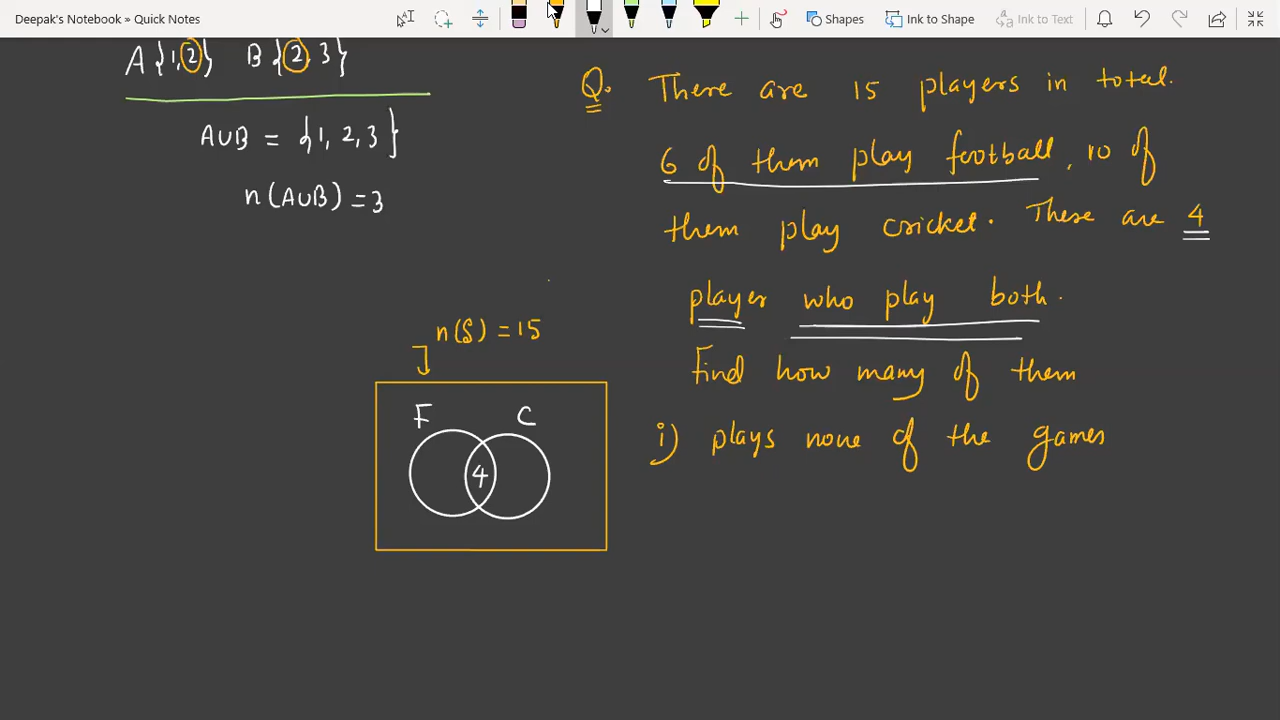 Deepak's Notebook » Quick Notes
Shapes
Ink to Shape
Ink to Text
A {1, 2} B {2, 3}
A∪B = {1, 2, 3}
n(A∪B) = 3
n(S) = 15
F C
4
Q. There are 15 players in total.
6 of them play football, 10 of
them play cricket. These are 4
player who play both.
Find how many of them
i) plays none of the games